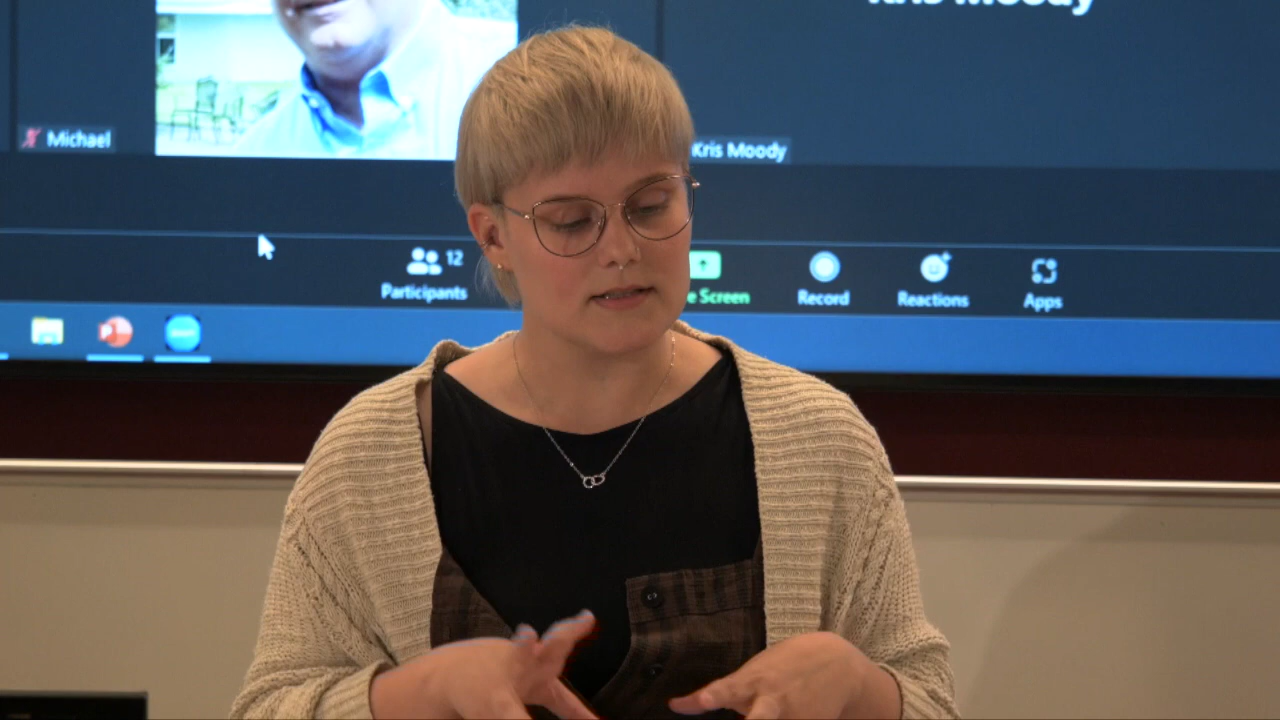 Kris Moody
Michael
Kris Moody
12
Participants
Screen
Record
Reactions
Apps